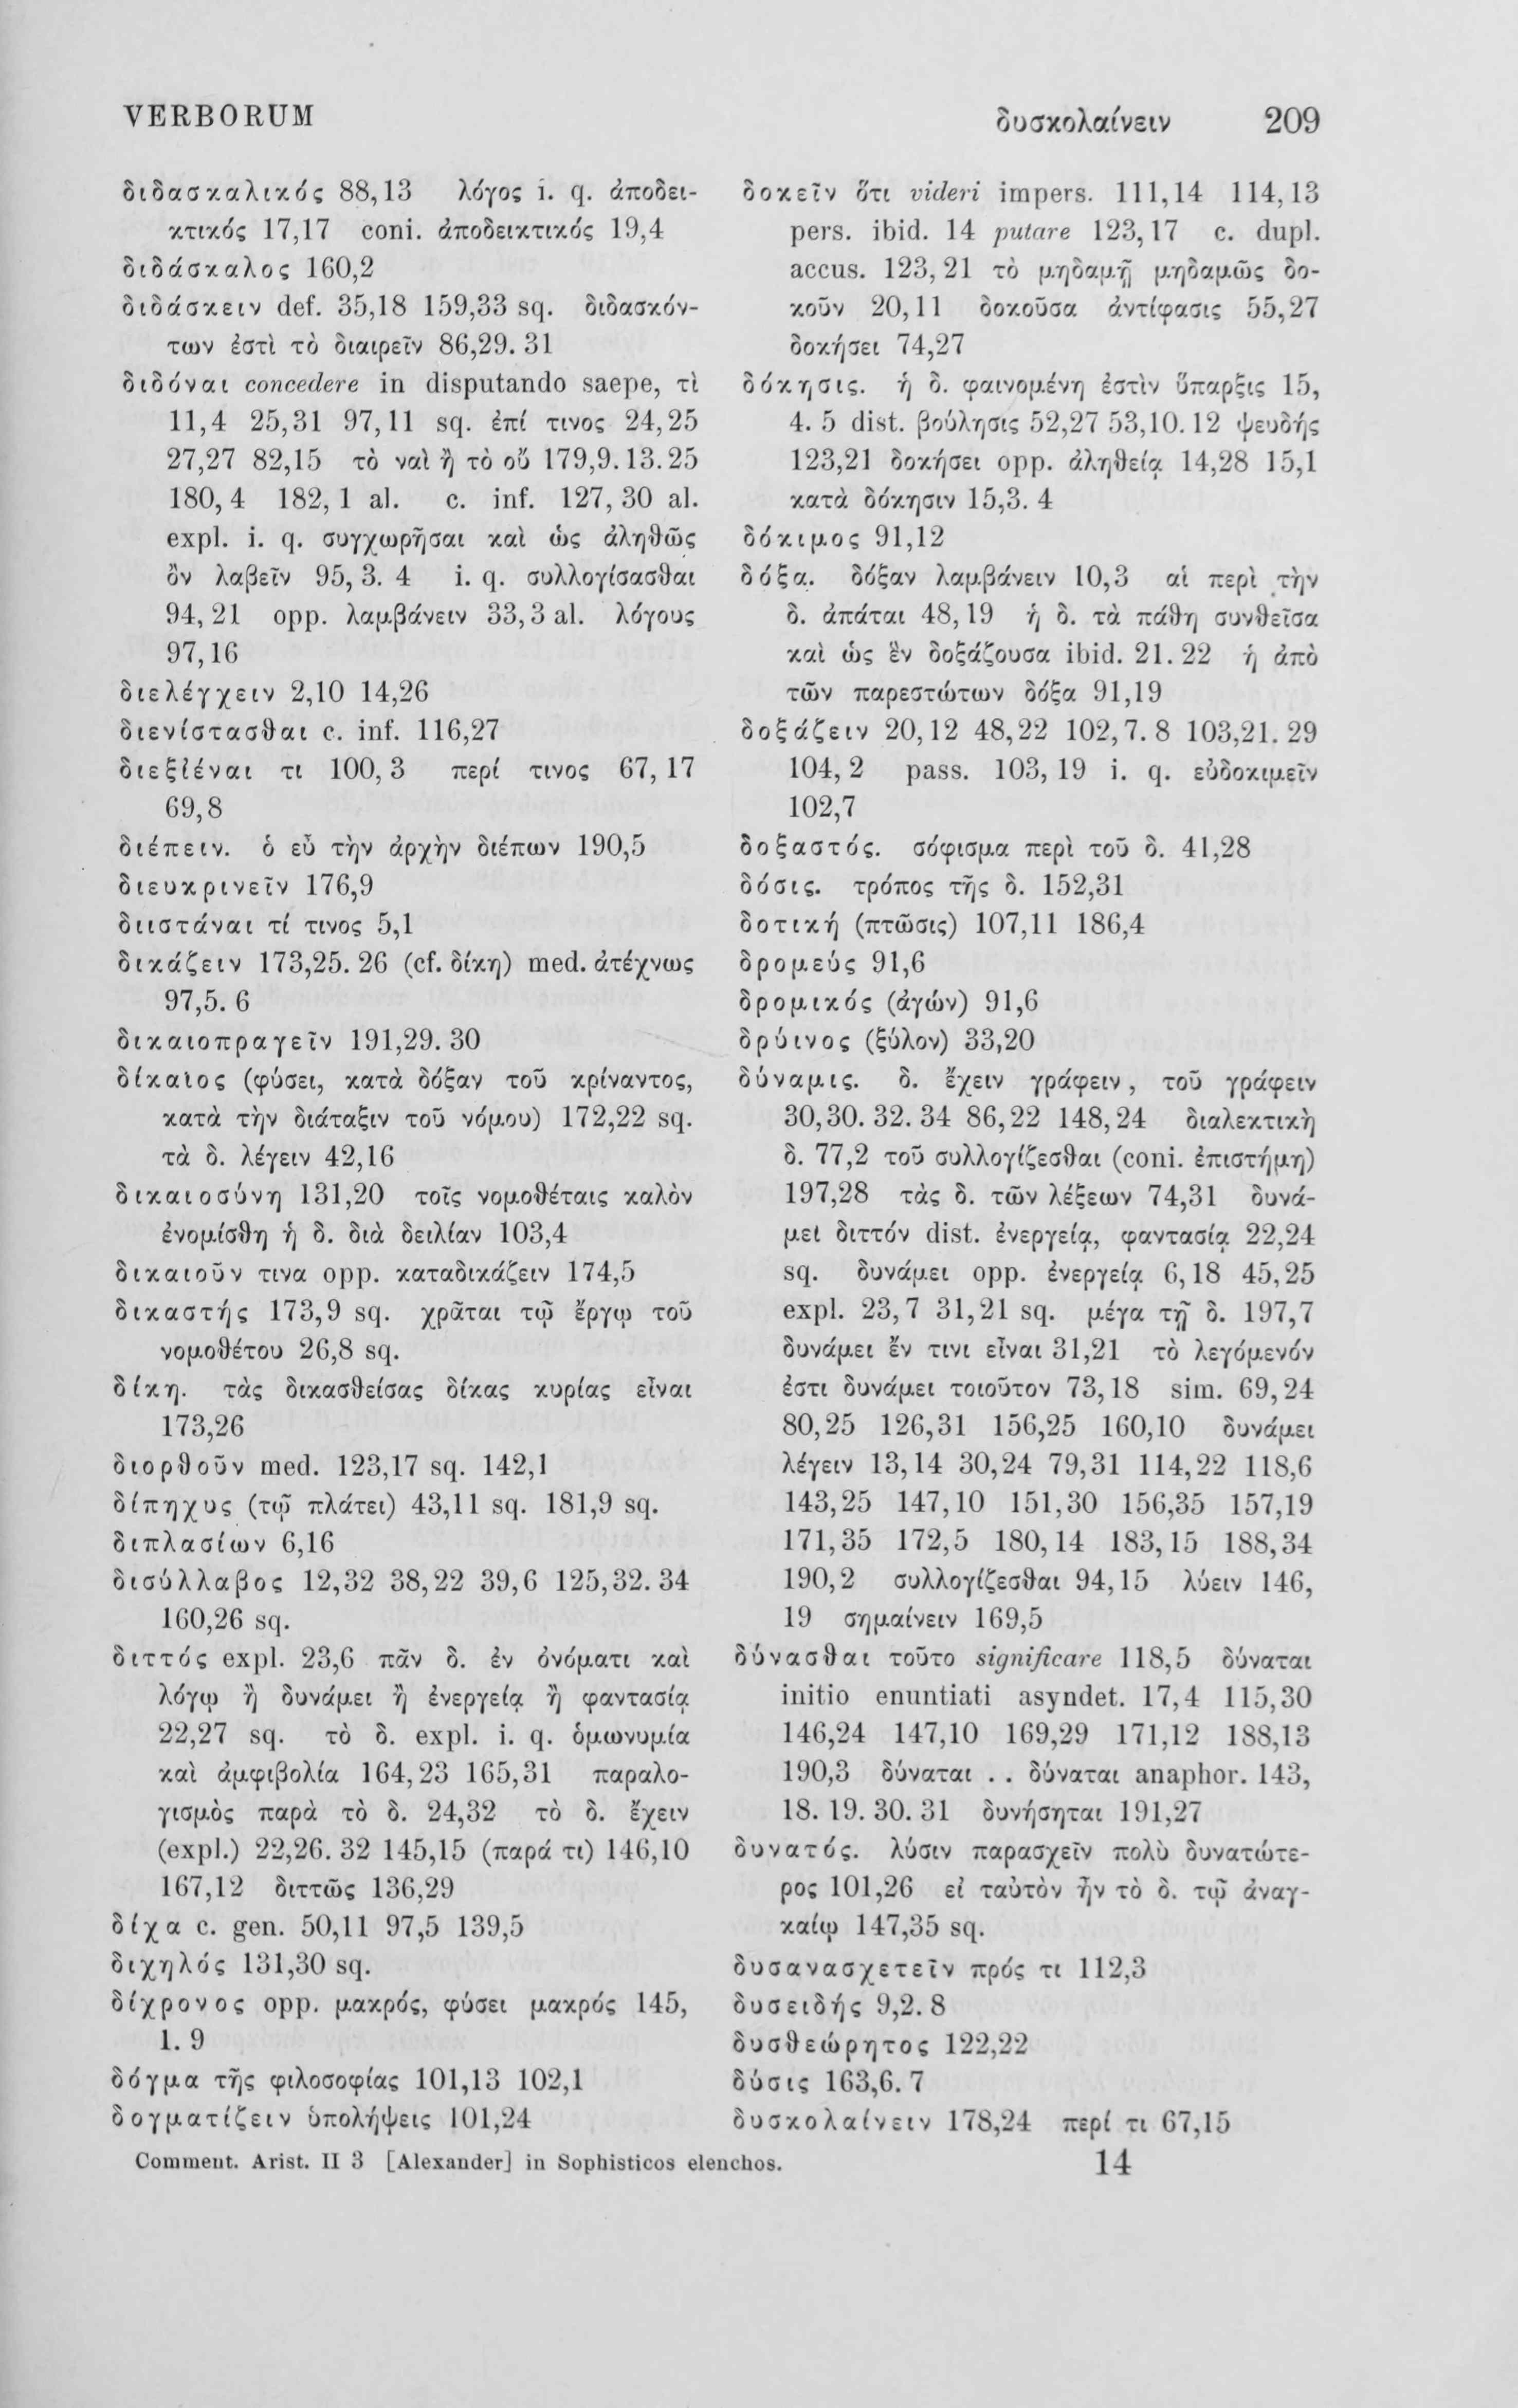 VERBORUM δυσκολαίνειν 209
διδασκαλικός 88,13 λόγος i. q. ἀποδει-
κτικός 17,17 coni. ἀποδεικτικός 19,4
διδάσκαλος 160,2
διδάσκειν def. 35,18 159,33 sq. διδασκόν-
των ἐστὶ τὸ διαιρεῖν 86,29. 31
διδόναι concedere in disputando saepe, τὶ
11,4 25,31 97,11 sq. ἐπί τινος 24,25
27,27 82,15 τὸ ναὶ ἢ τὸ οὔ 179,9. 13. 25
180,4 182,1 al. c. inf. 127,30 al.
expl. i. q. συγχωρῆσαι καὶ ὡς ἀληθῶς
ὂν λαβεῖν 95,3. 4 i. q. συλλογίσασθαι
94,21 opp. λαμβάνειν 33,3 al. λόγους
97,16
διελέγχειν 2,10 14,26
διενίστασθαι c. inf. 116,27
διεξιέναι τι 100,3 περί τινος 67,17
69,8
διέπειν. ὁ εὖ τὴν ἀρχὴν διέπων 190,5
διευκρινεῖν 176,9
διιστάναι τί τινος 5,1
δικάζειν 173,25. 26 (cf. δίκη) med. ἀτέχνως
97,5. 6
δικαιοπραγεῖν 191,29. 30
δίκαιος (φύσει, κατὰ δόξαν τοῦ κρίναντος,
κατὰ τὴν διάταξιν τοῦ νόμου) 172,22 sq.
τὰ δ. λέγειν 42,16
δικαιοσύνη 131,20 τοῖς νομοθέταις καλὸν
ἐνομίσθη ἡ δ. διὰ δειλίαν 103,4
δικαιοῦν τινα opp. καταδικάζειν 174,5
δικαστής 173,9 sq. χρᾶται τῷ ἔργῳ τοῦ
νομοθέτου 26,8 sq.
δίκη. τὰς δικασθείσας δίκας κυρίας εἶναι
173,26
διορθοῦν med. 123,17 sq. 142,1
δίπηχυς (τῷ πλάτει) 43,11 sq. 181,9 sq.
διπλασίων 6,16
δισύλλαβος 12,32 38,22 39,6 125,32. 34
160,26 sq.
διττός expl. 23,6 πᾶν δ. ἐν ὀνόματι καὶ
λόγῳ ἢ δυνάμει ἢ ἐνεργείᾳ ἢ φαντασίᾳ
22,27 sq. τὸ δ. expl. i. q. ὁμωνυμία
καὶ ἀμφιβολία 164,23 165,31 παραλο-
γισμὸς παρὰ τὸ δ. 24,32 τὸ δ. ἔχειν
(expl.) 22,26. 32 145,15 (παρά τι) 146,10
167,12 διττῶς 136,29
δίχα c. gen. 50,11 97,5 139,5
διχηλός 131,30 sq.
δίχρονος opp. μακρός, φύσει μακρός 145,
1. 9
δόγμα τῆς φιλοσοφίας 101,13 102,1
δογματίζειν ὑπολήψεις 101,24
δοκεῖν ὅτι videri impers. 111,14 114,13
pers. ibid. 14 putare 123,17 c. dupl.
accus. 123,21 τὸ μηδαμῇ μηδαμῶς δο-
κοῦν 20,11 δοκοῦσα ἀντίφασις 55,27
δοκήσει 74,27
δόκησις. ἡ δ. φαινομένη ἐστὶν ὕπαρξις 15,
4. 5 dist. βούλησις 52,27 53,10. 12 ψευδής
123,21 δοκήσει opp. ἀληθείᾳ 14,28 15,1
κατὰ δόκησιν 15,3. 4
δόκιμος 91,12
δόξα. δόξαν λαμβάνειν 10,3 αἱ περὶ τὴν
δ. ἀπάται 48,19 ἡ δ. τὰ πάθη συνθεῖσα
καὶ ὡς ἓν δοξάζουσα ibid. 21. 22 ἡ ἀπὸ
τῶν παρεστώτων δόξα 91,19
δοξάζειν 20,12 48,22 102,7. 8 103,21. 29
104,2 pass. 103,19 i. q. εὐδοκιμεῖν
102,7
δοξαστός. σόφισμα περὶ τοῦ δ. 41,28
δόσις. τρόπος τῆς δ. 152,31
δοτική (πτῶσις) 107,11 186,4
δρομεύς 91,6
δρομικός (ἀγών) 91,6
δρύινος (ξύλον) 33,20
δύναμις. δ. ἔχειν γράφειν, τοῦ γράφειν
30,30. 32. 34 86,22 148,24 διαλεκτικὴ
δ. 77,2 τοῦ συλλογίζεσθαι (coni. ἐπιστήμη)
197,28 τὰς δ. τῶν λέξεων 74,31 δυνά-
μει διττόν dist. ἐνεργείᾳ, φαντασίᾳ 22,24
sq. δυνάμει opp. ἐνεργείᾳ 6,18 45,25
expl. 23,7 31,21 sq. μέγα τῇ δ. 197,7
δυνάμει ἔν τινι εἶναι 31,21 τὸ λεγόμενόν
ἐστι δυνάμει τοιοῦτον 73,18 sim. 69,24
80,25 126,31 156,25 160,10 δυνάμει
λέγειν 13,14 30,24 79,31 114,22 118,6
143,25 147,10 151,30 156,35 157,19
171,35 172,5 180,14 183,15 188,34
190,2 συλλογίζεσθαι 94,15 λύειν 146,
19 σημαίνειν 169,5
δύνασθαι τοῦτο significare 118,5 δύναται
initio enuntiati asyndet. 17,4 115,30
146,24 147,10 169,29 171,12 188,13
190,3 δύναται . . δύναται anaphor. 143,
18. 19. 30. 31 δυνήσηται 191,27
δυνατός. λύσιν παρασχεῖν πολὺ δυνατώτε-
ρος 101,26 εἰ ταὐτὸν ἦν τὸ δ. τῷ ἀναγ-
καίῳ 147,35 sq.
δυσανασχετεῖν πρός τι 112,3
δυσειδής 9,2. 8
δυσθεώρητος 122,22
δύσις 163,6. 7
δυσκολαίνειν 178,24 περί τι 67,15
Comment. Arist. II 3 [Alexander] in Sophisticos elenchos. 14